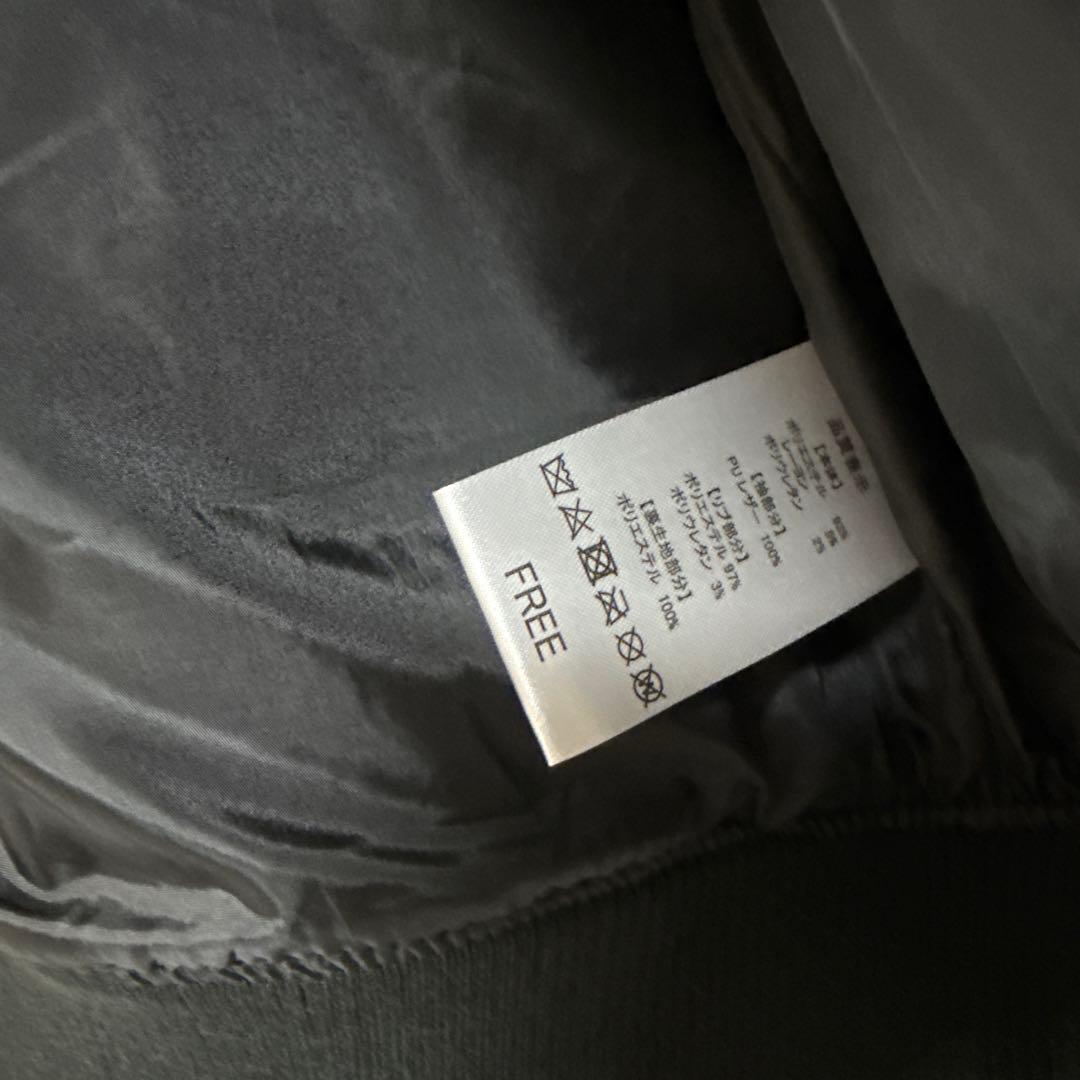 品質表示
【本体】
ポリエステル
レーヨン 5%
ポリウレタン 2%
【袖部分】
PUレザー 100%
【リブ部分】
ポリエステル 97%
ポリウレタン 3%
【裏生地部分】
ポリエステル 100%
FREE